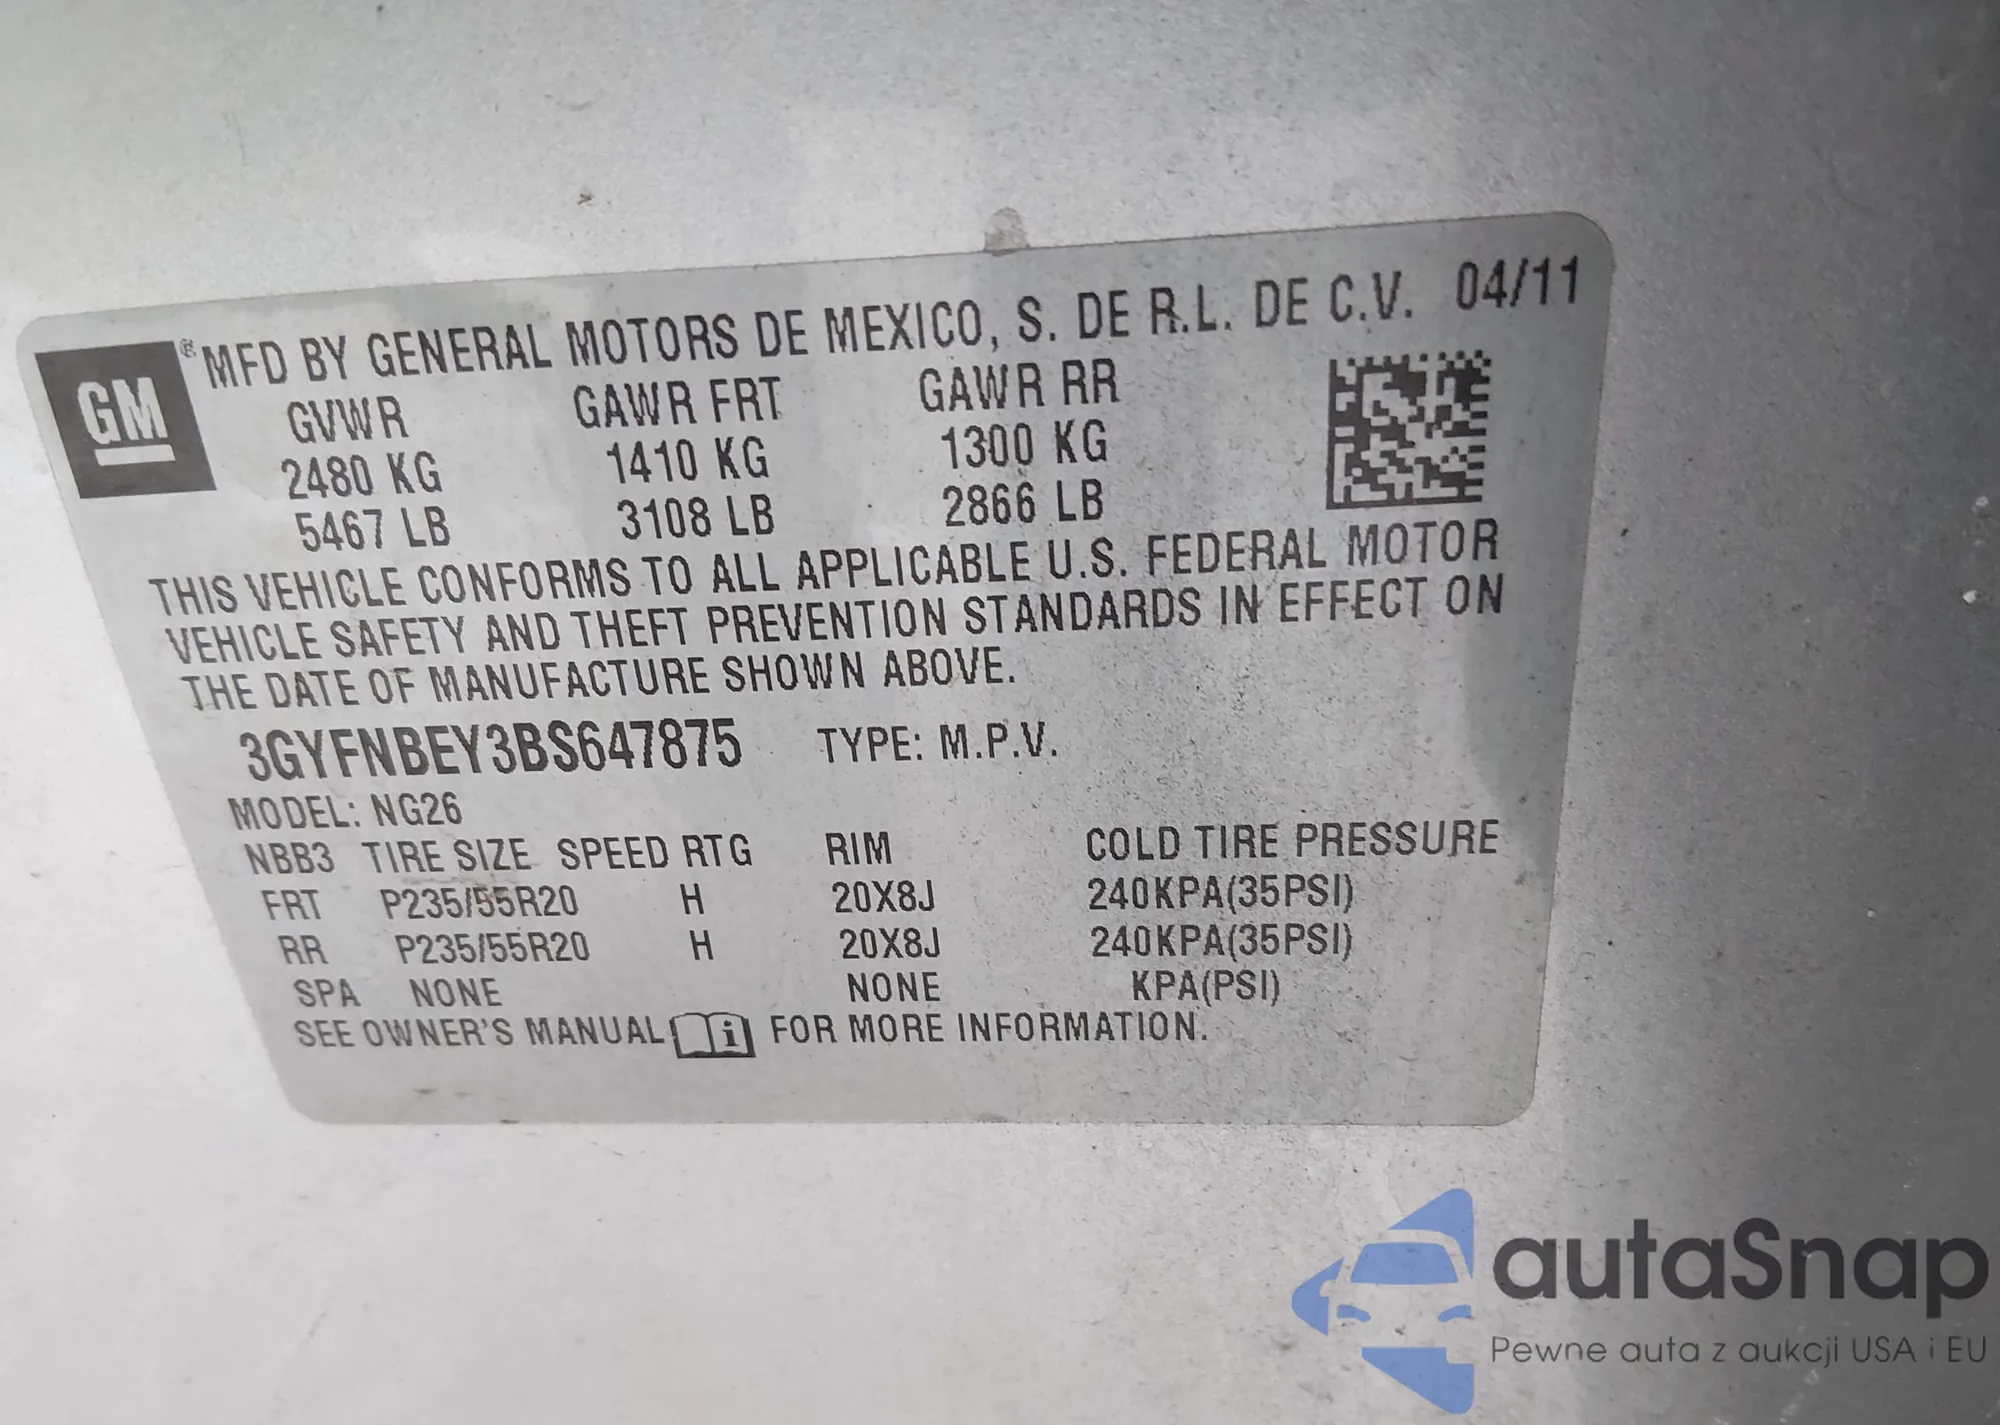 GM
® MFD BY GENERAL MOTORS DE MEXICO, S. DE R.L. DE C.V. 04/11
GVWR GAWR FRT GAWR RR
2480 KG 1410 KG 1300 KG
5467 LB 3108 LB 2866 LB
THIS VEHICLE CONFORMS TO ALL APPLICABLE U.S. FEDERAL MOTOR
VEHICLE SAFETY AND THEFT PREVENTION STANDARDS IN EFFECT ON
THE DATE OF MANUFACTURE SHOWN ABOVE.
3GYFNBEY3BS647875 TYPE: M.P.V.
MODEL: NG26
NBB3 TIRE SIZE SPEED RTG RIM COLD TIRE PRESSURE
FRT P235/55R20 H 20X8J 240KPA(35PSI)
RR P235/55R20 H 20X8J 240KPA(35PSI)
SPA NONE NONE KPA(PSI)
SEE OWNER'S MANUAL i FOR MORE INFORMATION.
autaSnap
Pewne auta z aukcji USA i EU